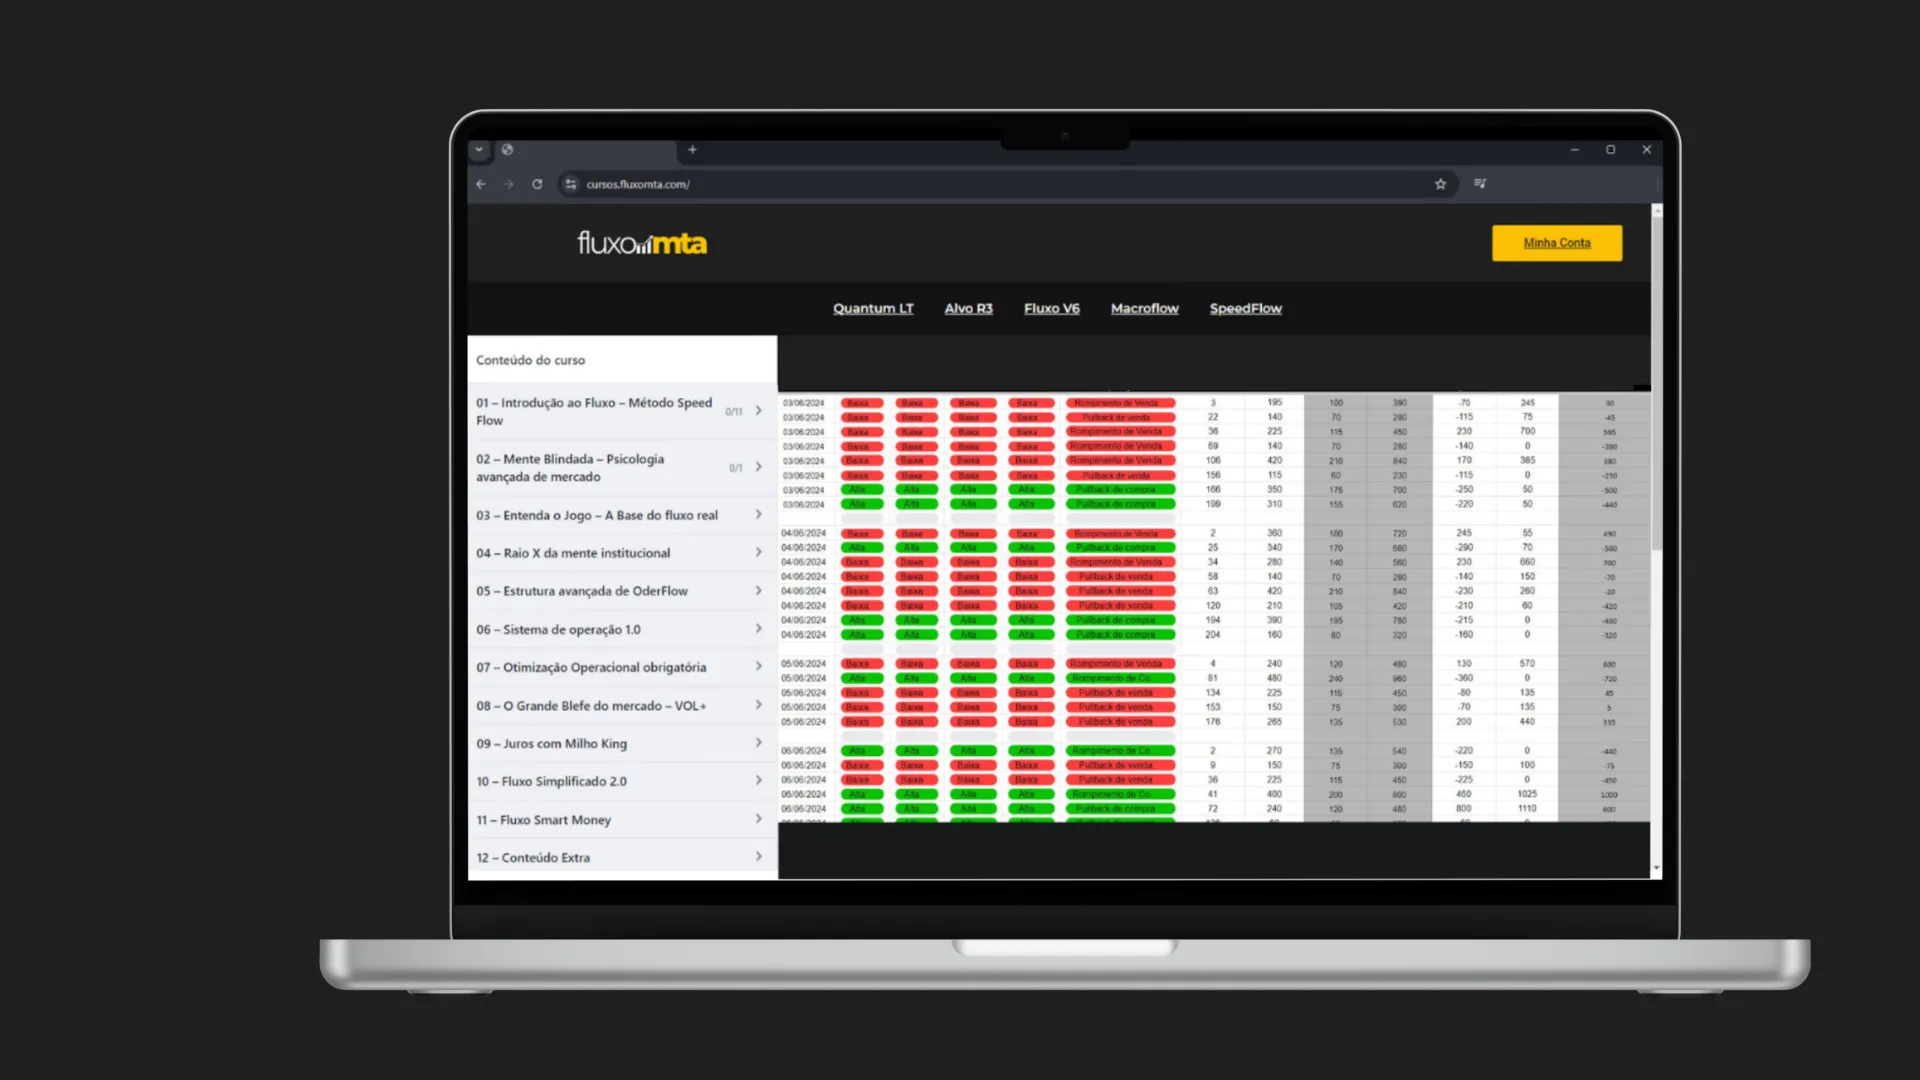 cursos.fluxomta.com/
fluxo mta
Minha Conta
Quantum LT Alvo R3 Fluxo V6 Macroflow SpeedFlow
Conteúdo do curso
01 – Introdução ao Fluxo – Método Speed
Flow
0/11
02 – Mente Blindada – Psicologia
avançada de mercado
0/1
03 – Entenda o Jogo – A Base do fluxo real
04 – Raio X da mente institucional
05 – Estrutura avançada de OderFlow
06 – Sistema de operação 1.0
07 – Otimização Operacional obrigatória
08 – O Grande Blefe do mercado – VOL+
09 – Juros com Milho King
10 – Fluxo Simplificado 2.0
11 – Fluxo Smart Money
12 – Conteúdo Extra
03/06/2024 Baixa Baixa Baixa Baixa Rompimento de Venda 3 195 100 390 -70 245 80
03/06/2024 Baixa Baixa Baixa Baixa Pullback de venda 22 140 70 280 -115 75 -45
03/06/2024 Baixa Baixa Baixa Baixa Rompimento de Venda 36 225 115 450 230 700 565
03/06/2024 Baixa Baixa Baixa Baixa Rompimento de Venda 69 140 70 280 -140 0 -280
03/06/2024 Baixa Baixa Baixa Baixa Rompimento de Venda 106 420 210 840 170 385
03/06/2024 Baixa Baixa Baixa Baixa Pullback de venda 156 115 60 230 -115 0 -230
03/06/2024 Alta Alta Alta Alta Pullback de compra 166 350 175 700 -250 50 -500
03/06/2024 Alta Alta Alta Alta Pullback de compra 199 310 155 620 -220 50 -440
04/06/2024 Baixa Baixa Baixa Baixa Rompimento de Venda 2 360 180 720 245 55 490
04/06/2024 Alta Alta Alta Alta Pullback de compra 25 340 170 680 -290 70 -580
04/06/2024 Baixa Baixa Baixa Baixa Rompimento de Venda 34 280 140 560 230 660
04/06/2024 Baixa Baixa Baixa Baixa Pullback de venda 58 140 70 280 -140 150 -70
04/06/2024 Baixa Baixa Baixa Baixa Pullback de venda 63 420 210 840 -230 260 -20
04/06/2024 Baixa Baixa Baixa Baixa Pullback de venda 120 210 105 420 -210 60 -420
04/06/2024 Alta Alta Alta Alta Pullback de compra 194 390 195 780 -215 0
04/06/2024 Alta Alta Alta Alta Pullback de compra 204 160 80 320 -160 0 -320
05/06/2024 Baixa Baixa Baixa Baixa Rompimento de Venda 4 240 120 480 130 570 600
05/06/2024 Alta Alta Alta Alta Rompimento de Co... 81 480 240 960 -360 0 -720
05/06/2024 Baixa Baixa Baixa Baixa Pullback de venda 134 225 115 450 -80 135 45
05/06/2024 Baixa Baixa Baixa Baixa Pullback de venda 153 150 75 300 -70 135 5
05/06/2024 Baixa Baixa Baixa Baixa Pullback de venda 176 265 135 530 200 440
06/06/2024 Alta Alta Alta Alta Rompimento de Co... 2 270 135 540 -220 0 -440
06/06/2024 Baixa Baixa Baixa Baixa Pullback de venda 9 150 75 300 -150 100 -75
06/06/2024 Baixa Baixa Baixa Baixa Pullback de venda 36 225 115 450 -225 0 -450
06/06/2024 Alta Alta Alta Alta Rompimento de Co... 41 400 200 800 460 1025 1000
06/06/2024 Alta Alta Alta Alta Pullback de compra 72 240 120 480 800 1110